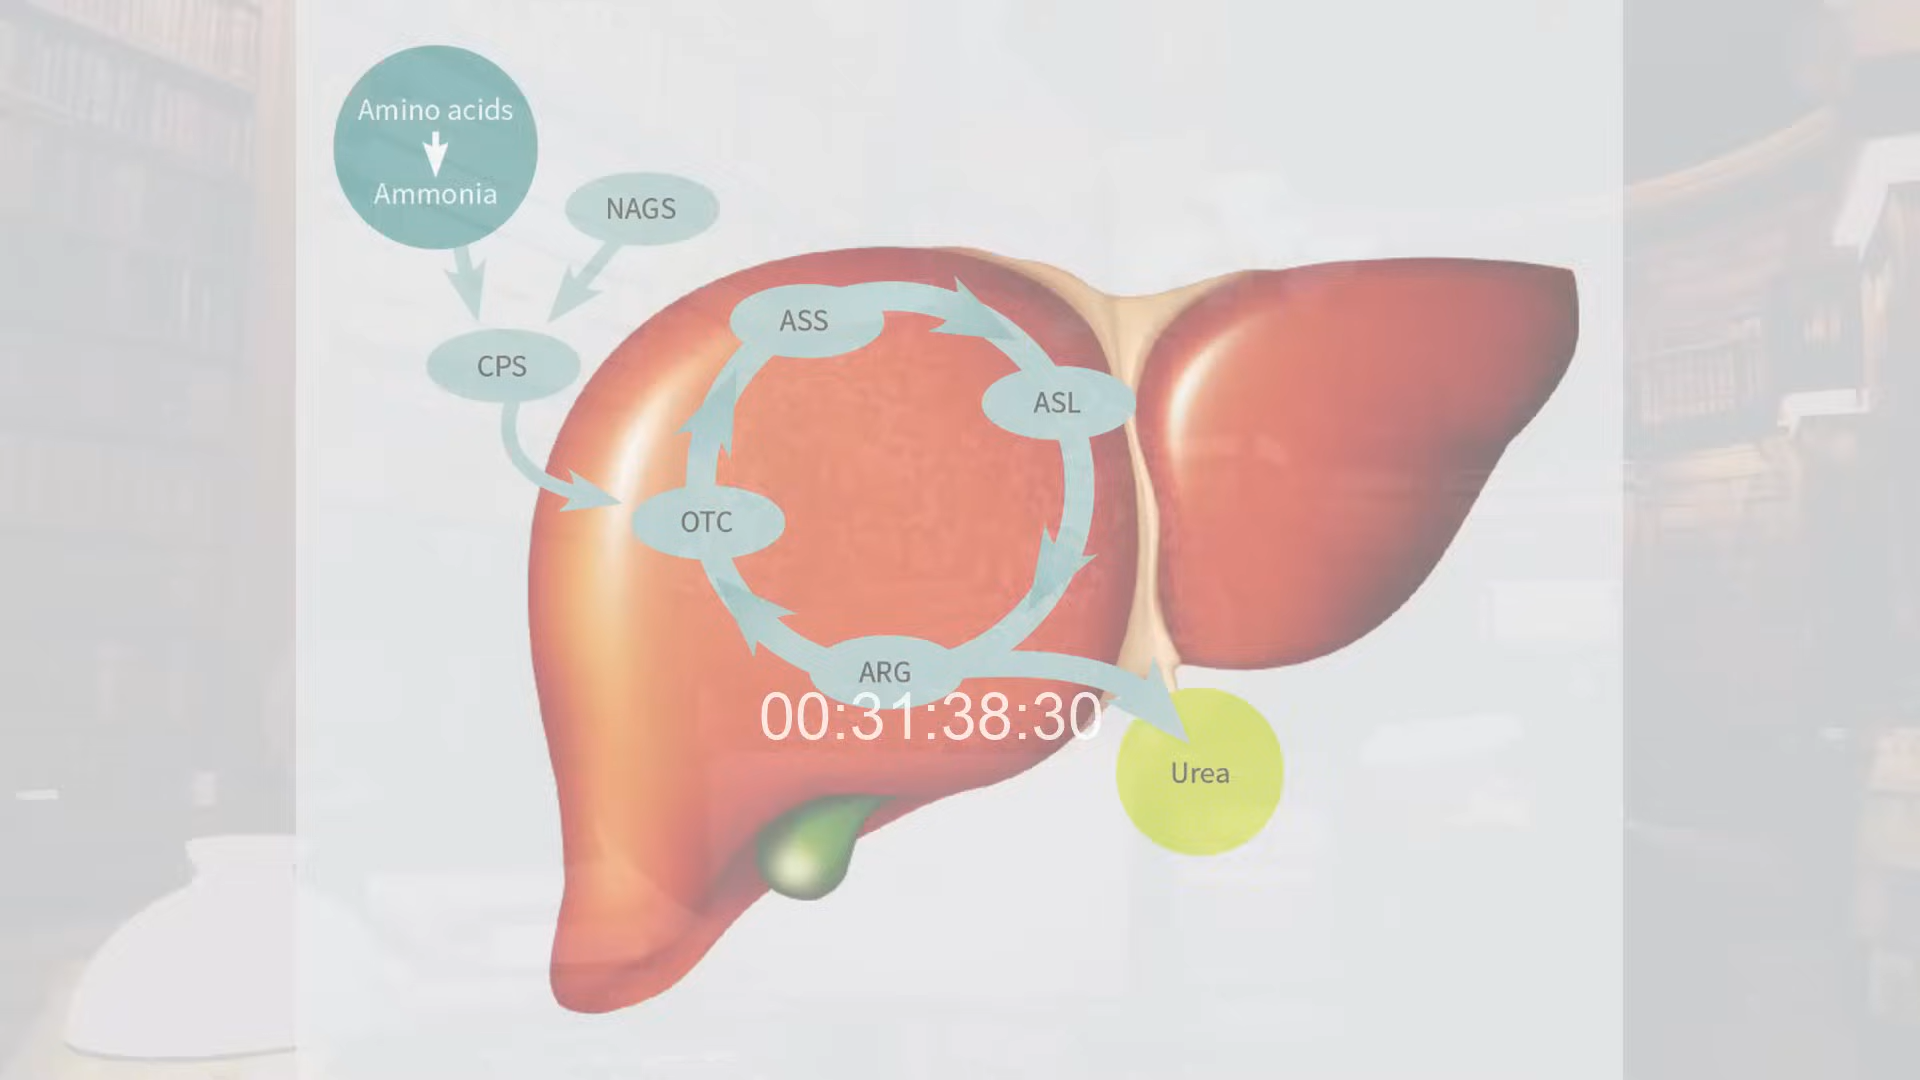 Amino acids
Ammonia
NAGS
CPS
ASS
ASL
OTC
ARG
00:31:38:30
Urea